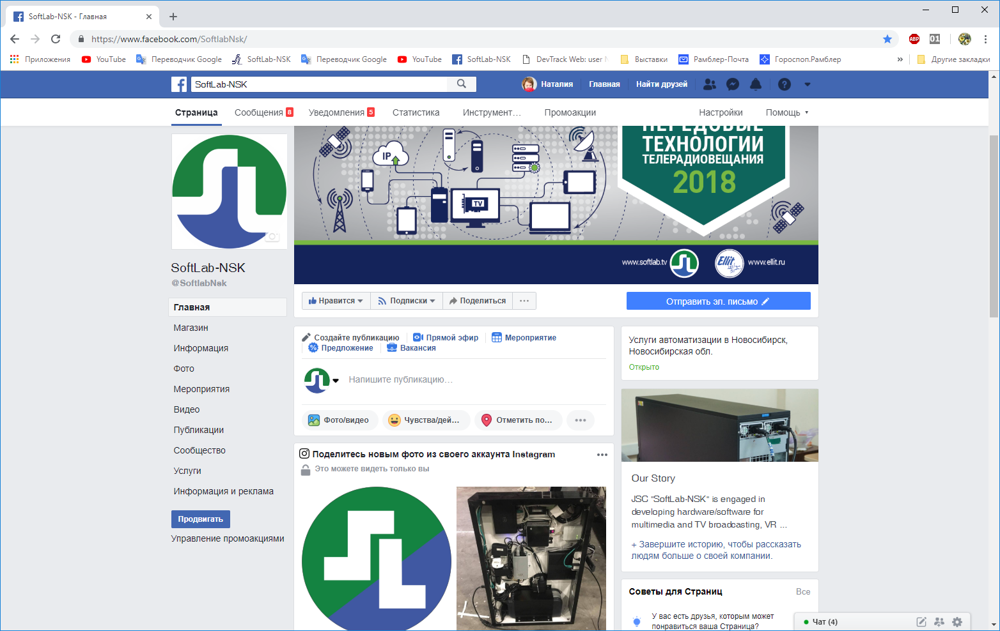 SoftLab-NSK - Главная
https://www.facebook.com/SoftlabNsk/
ABP
01
Приложения
YouTube
Переводчик Google
SoftLab-NSK
Переводчик Google
YouTube
SoftLab-NSK
DevTrack Web: user
Выставки
Рамблер-Почта
Гороспоп.Рамблер
»
Другие закладки
SoftLab-NSK
Наталия
Главная
Найти друзей
Страница
Сообщения 8
Уведомления 5
Статистика
Инструмент…
Промоакции
Настройки
Помощь
ПЕРЕДОВЫЕ
ТЕХНОЛОГИИ
ТЕЛЕРАДИОВЕЩАНИЯ
2018
IP
TV
www.softlab.tv
Ellit
www.ellit.ru
SoftLab-NSK
@SoftlabNsk
Нравится
Подписки
Поделиться
Отправить эл. письмо
Главная
Магазин
Информация
Фото
Мероприятия
Видео
Публикации
Сообщество
Услуги
Информация и реклама
Продвигать
Управление промоакциями
Создайте публикацию
Прямой эфир
Мероприятие
Предложение
Вакансия
Напишите публикацию…
Фото/видео
Чувства/дей…
Отметить по…
Поделитесь новым фото из своего аккаунта Instagram
Это можете видеть только вы
Услуги автоматизации в Новосибирск,
Новосибирская обл.
Открыто
Our Story
JSC "SoftLab-NSK" is engaged in
developing hardware/software for
multimedia and TV broadcasting, VR ...
+ Завершите историю, чтобы рассказать
людям больше о своей компании.
Советы для Страниц
Все
У вас есть друзья, которым может
понравиться ваша Страница?
Чат (4)